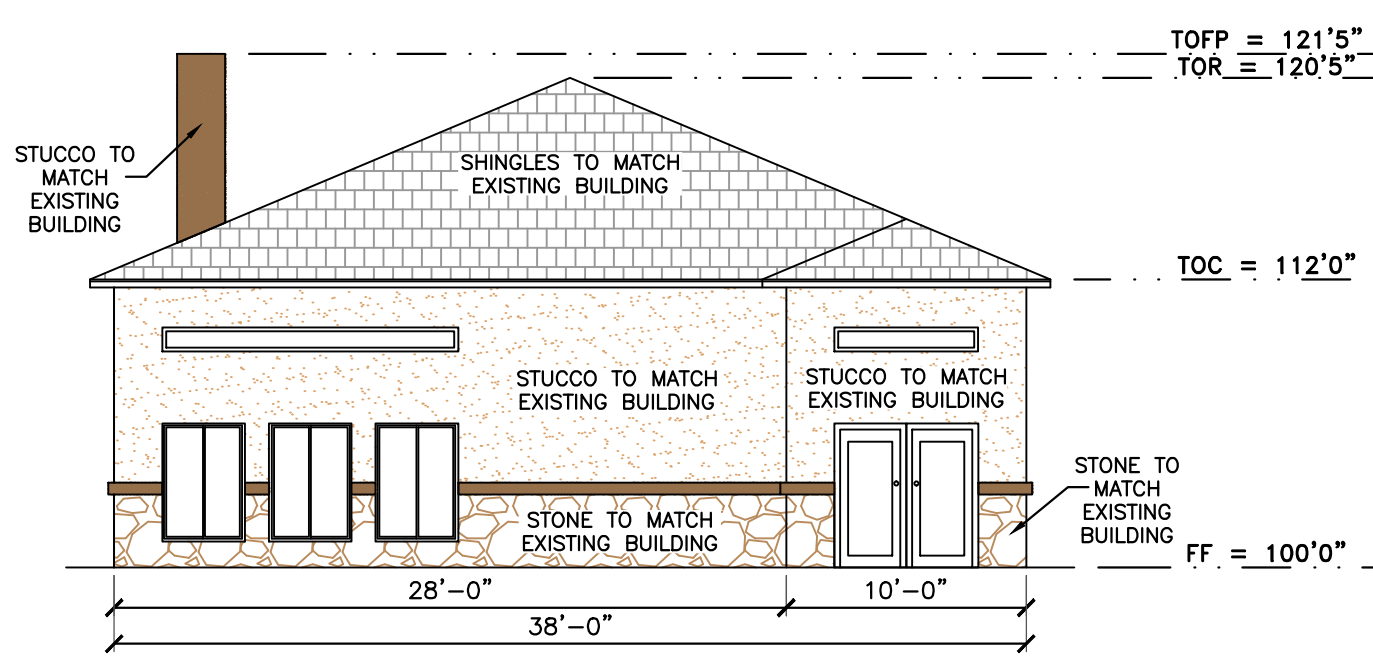 TOFP = 121'5"
TOR = 120'5"
STUCCO TO
MATCH
EXISTING
BUILDING
SHINGLES TO MATCH
EXISTING BUILDING
TOC = 112'0"
STUCCO TO MATCH
EXISTING BUILDING
STUCCO TO MATCH
EXISTING BUILDING
STONE TO
MATCH
EXISTING
BUILDING
STONE TO MATCH
EXISTING BUILDING
FF = 100'0"
28'-0"
10'-0"
38'-0"